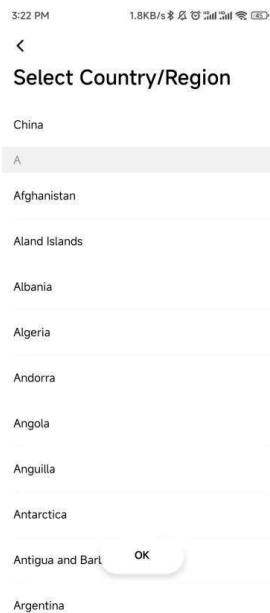 3:22 PM
1.8KB/s
45
Select Country/Region
China
A
Afghanistan
Aland Islands
Albania
Algeria
Andorra
Angola
Anguilla
Antarctica
Antigua and
OK
Argentina